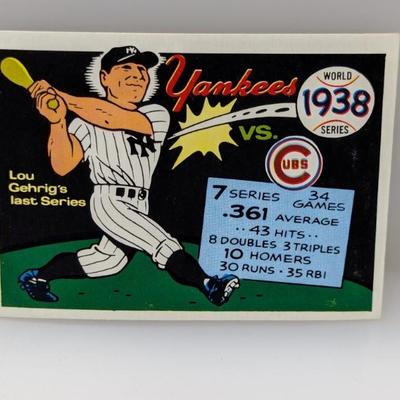 Yankees
VS.
CUBS
WORLD
1938
SERIES
NY
NY
Lou
Gehrig's
last Series
7 SERIES 34 GAMES
.361 AVERAGE
43 HITS
8 DOUBLES 3 TRIPLES
10 HOMERS
30 RUNS • 35 RBI